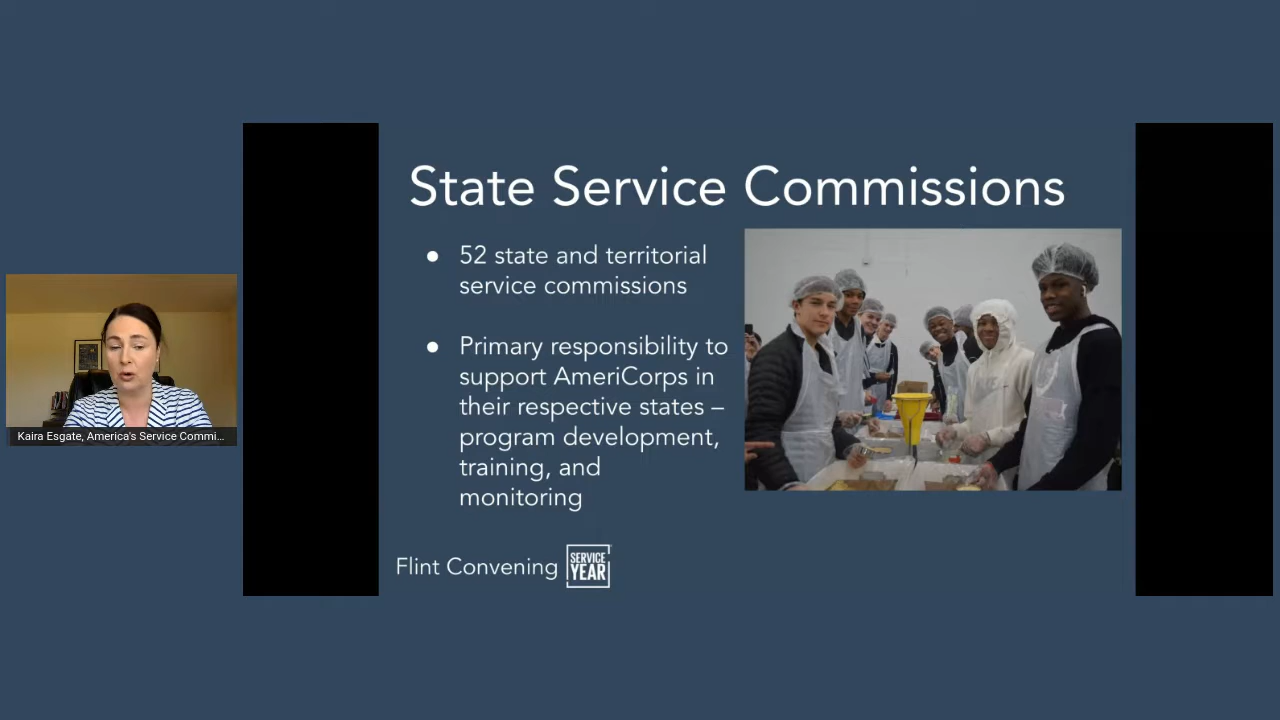 State Service Commissions
● 52 state and territorial
service commissions
● Primary responsibility to
support AmeriCorps in
their respective states –
program development,
training, and
monitoring
Kaira Esgate, America's Service Commi...
Flint Convening
SERVICE
YEAR